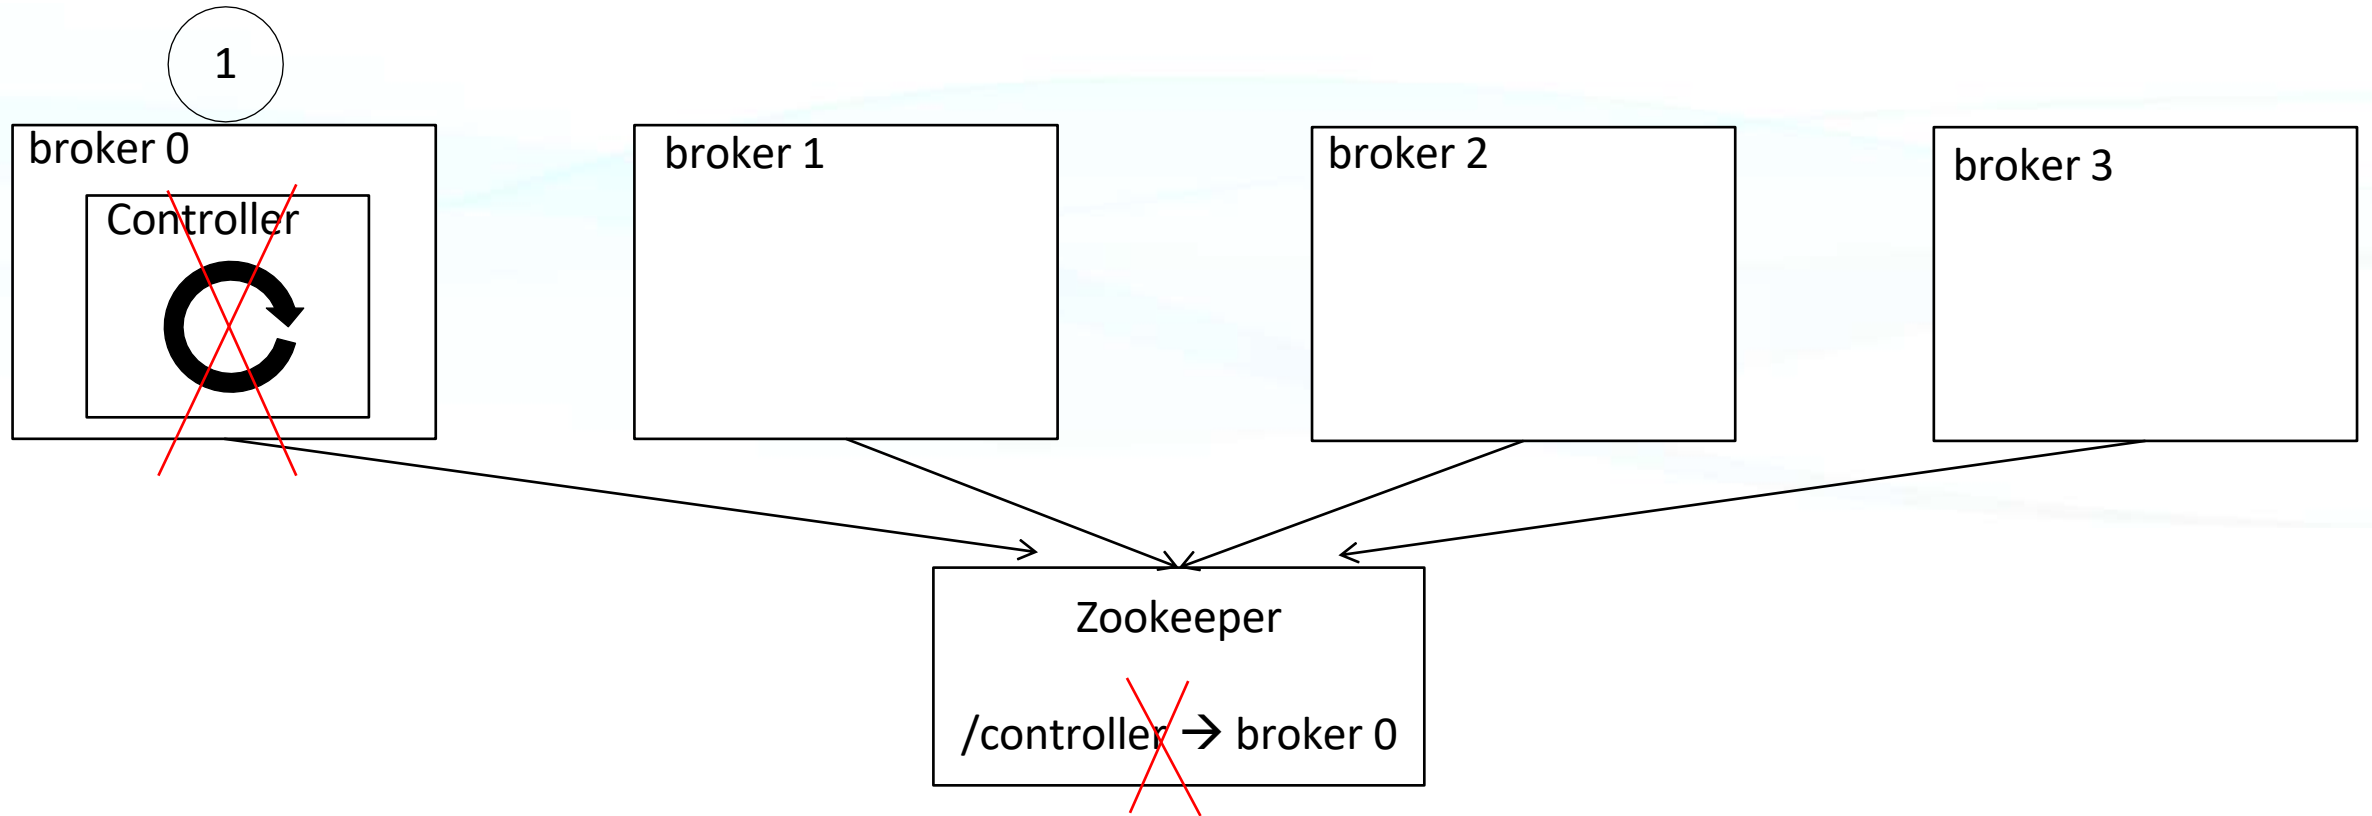 1
broker 0
Controller
broker 1
broker 2
broker 3
Zookeeper
/controller → broker 0